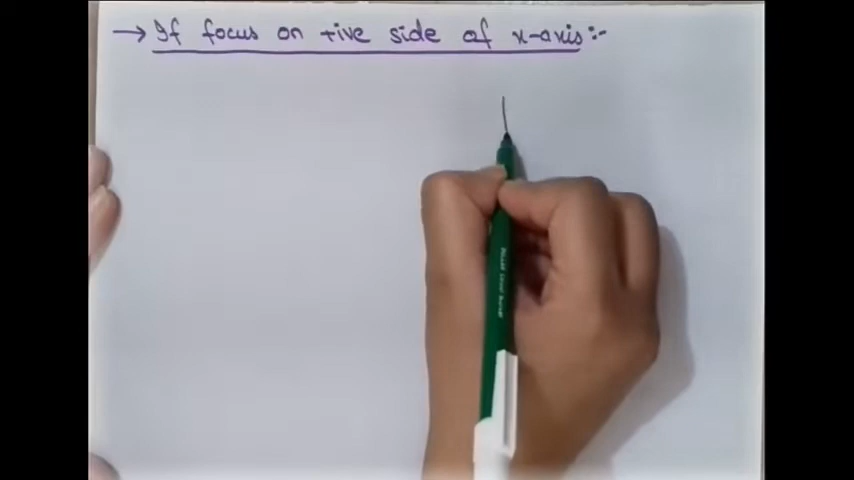 → If focus on +ive side of x-axis:-